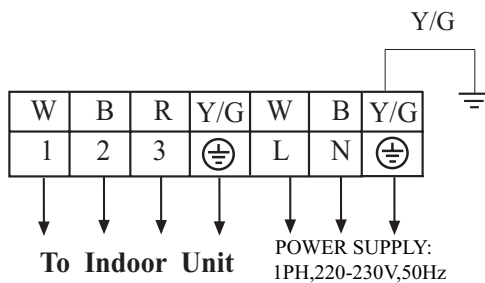 Y/G
W B R Y/G W B Y/G
1 2 3 L N
To Indoor Unit
POWER SUPPLY:
1PH,220-230V,50Hz